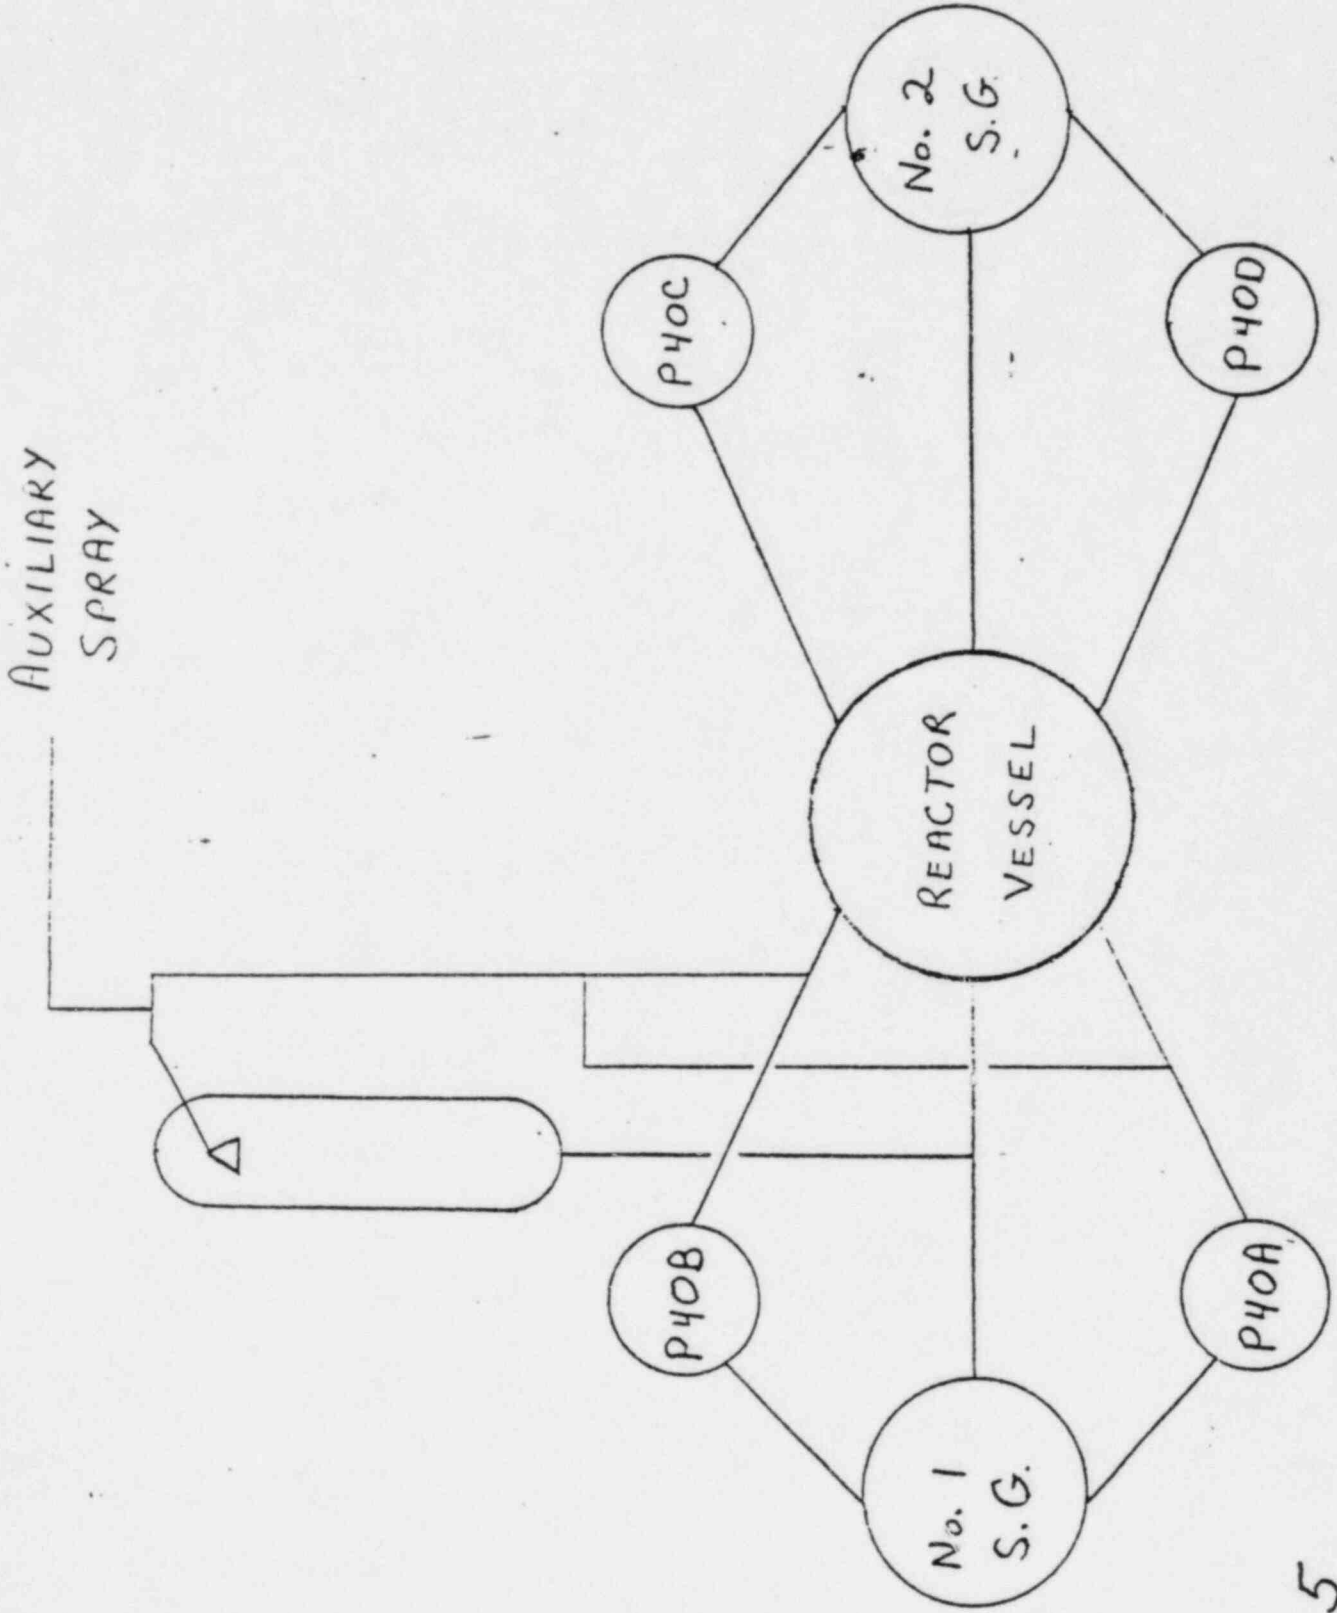 AUXILIARY
SPRAY
P40B
P40C
No. 1
S.G.
REACTOR
VESSEL
No. 2
S.G.
P40A
P40D
5